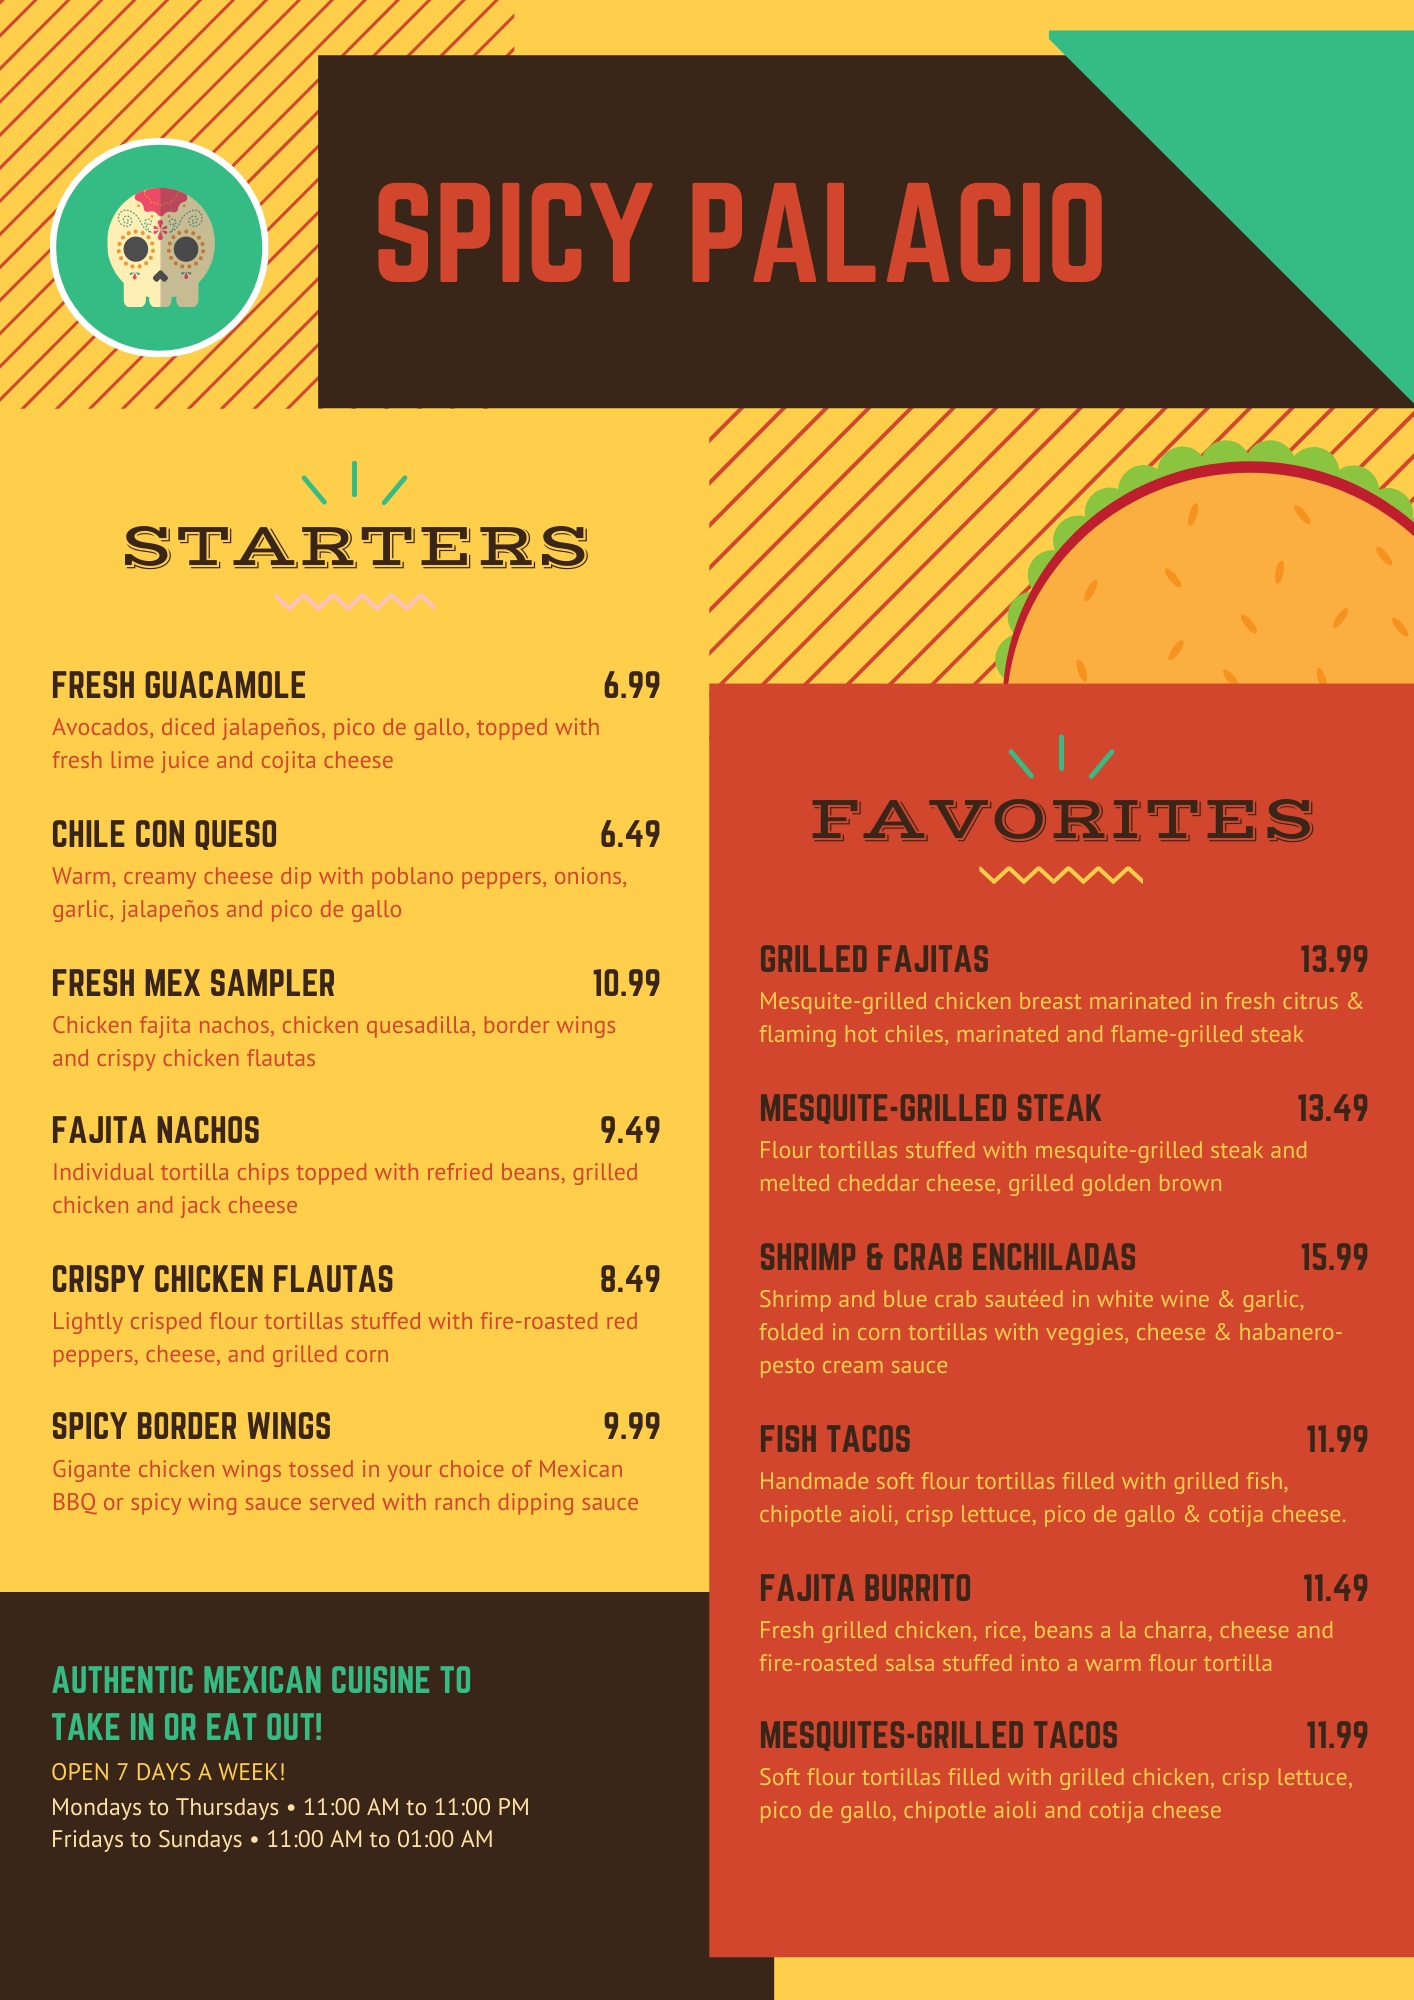 SPICY PALACIO
STARTERS
FRESH GUACAMOLE 6.99
Avocados, diced jalapeños, pico de gallo, topped with
fresh lime juice and cojita cheese
CHILE CON QUESO 6.49
Warm, creamy cheese dip with poblano peppers, onions,
garlic, jalapeños and pico de gallo
FRESH MEX SAMPLER 10.99
Chicken fajita nachos, chicken quesadilla, border wings
and crispy chicken flautas
FAJITA NACHOS 9.49
Individual tortilla chips topped with refried beans, grilled
chicken and jack cheese
CRISPY CHICKEN FLAUTAS 8.49
Lightly crisped flour tortillas stuffed with fire-roasted red
peppers, cheese, and grilled corn
SPICY BORDER WINGS 9.99
Gigante chicken wings tossed in your choice of Mexican
BBQ or spicy wing sauce served with ranch dipping sauce
AUTHENTIC MEXICAN CUISINE TO
TAKE IN OR EAT OUT!
OPEN 7 DAYS A WEEK!
Mondays to Thursdays • 11:00 AM to 11:00 PM
Fridays to Sundays • 11:00 AM to 01:00 AM
FAVORITES
GRILLED FAJITAS 13.99
Mesquite-grilled chicken breast marinated in fresh citrus &
flaming hot chiles, marinated and flame-grilled steak
MESQUITE-GRILLED STEAK 13.49
Flour tortillas stuffed with mesquite-grilled steak and
melted cheddar cheese, grilled golden brown
SHRIMP & CRAB ENCHILADAS 15.99
Shrimp and blue crab sautéed in white wine & garlic,
folded in corn tortillas with veggies, cheese & habanero-
pesto cream sauce
FISH TACOS 11.99
Handmade soft flour tortillas filled with grilled fish,
chipotle aioli, crisp lettuce, pico de gallo & cotija cheese.
FAJITA BURRITO 11.49
Fresh grilled chicken, rice, beans a la charra, cheese and
fire-roasted salsa stuffed into a warm flour tortilla
MESQUITES-GRILLED TACOS 11.99
Soft flour tortillas filled with grilled chicken, crisp lettuce,
pico de gallo, chipotle aioli and cotija cheese